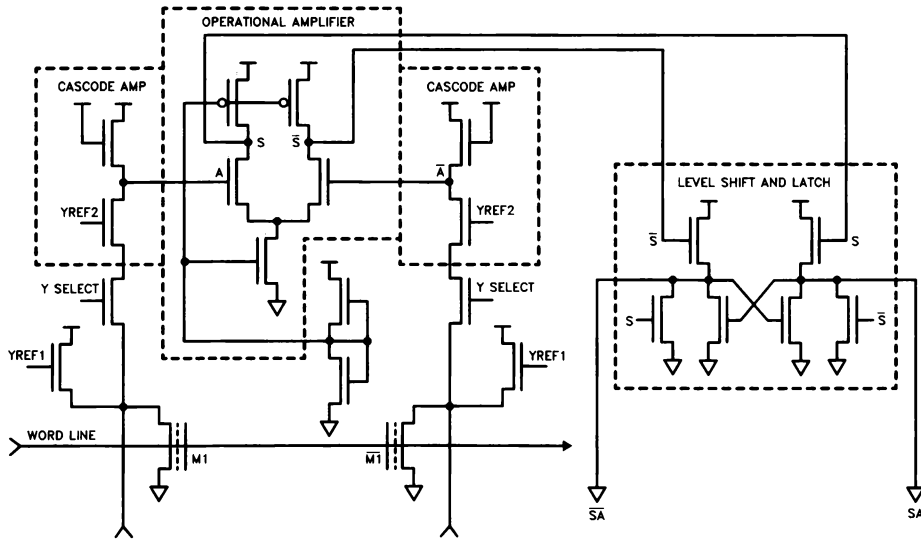 OPERATIONAL AMPLIFIER
CASCODE AMP
CASCODE AMP
S
S̅
A
A̅
YREF2
YREF2
Y SELECT
Y SELECT
YREF1
YREF1
WORD LINE
M1
M̅1̅
LEVEL SHIFT AND LATCH
S̅
S
S
S̅
S̅A̅
SA